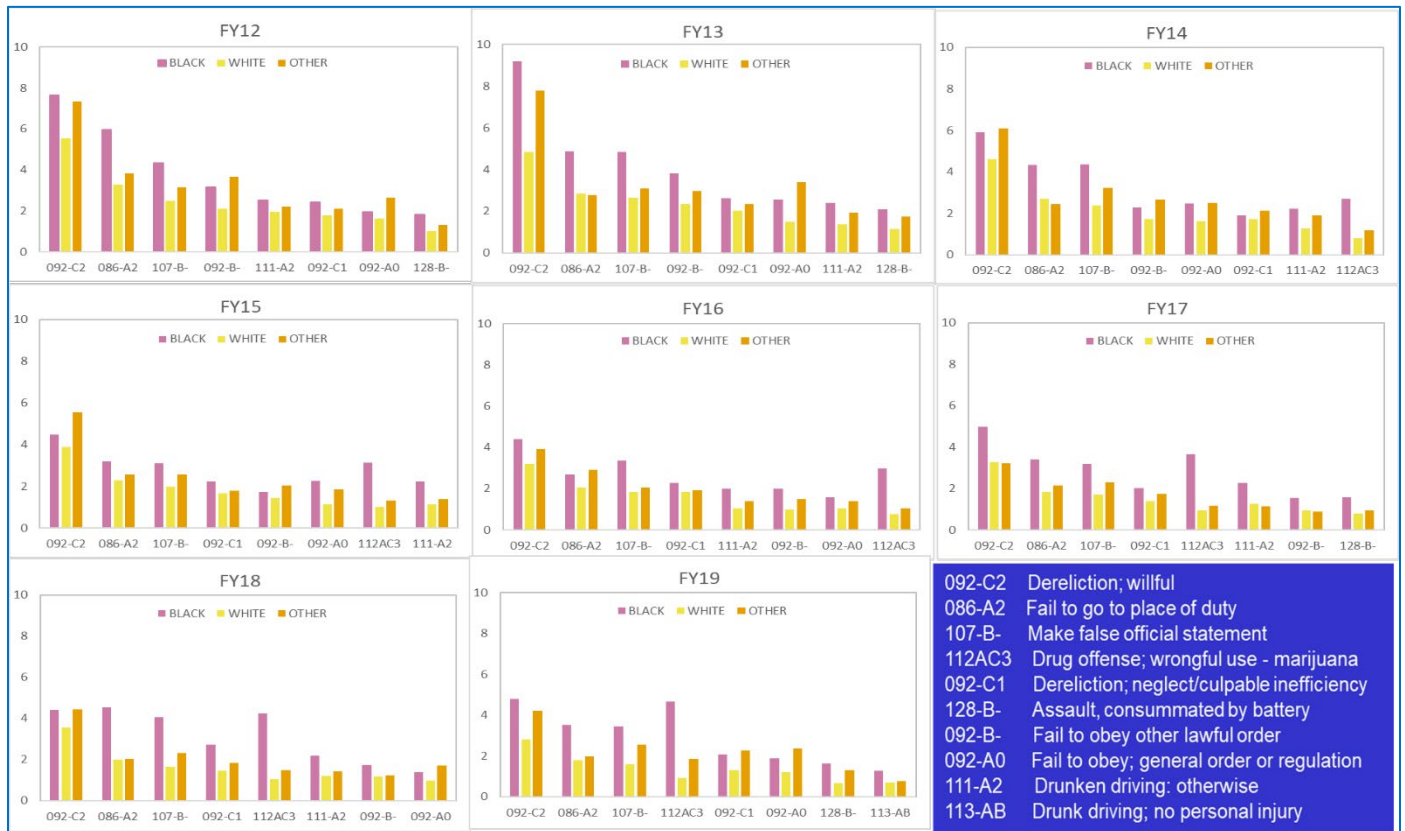 FY12
10
BLACK WHITE OTHER
8
6
4
2
0
092-C2 086-A2 107-B- 092-B- 111-A2 092-C1 092-A0 128-B-
FY13
10
BLACK WHITE OTHER
8
6
4
2
0
092-C2 086-A2 107-B- 092-B- 092-C1 092-A0 111-A2 128-B-
FY14
10
BLACK WHITE OTHER
8
6
4
2
0
092-C2 086-A2 107-B- 092-B- 092-A0 092-C1 111-A2 112AC3
FY15
10
BLACK WHITE OTHER
8
6
4
2
0
092-C2 086-A2 107-B- 092-C1 092-B- 092-A0 112AC3 111-A2
FY16
10
BLACK WHITE OTHER
8
6
4
2
0
092-C2 086-A2 107-B- 092-C1 111-A2 092-B- 092-A0 112AC3
FY17
10
BLACK WHITE OTHER
8
6
4
2
0
092-C2 086-A2 107-B- 092-C1 112AC3 111-A2 092-B- 128-B-
FY18
10
BLACK WHITE OTHER
8
6
4
2
0
092-C2 086-A2 107-B- 092-C1 112AC3 111-A2 092-B- 092-A0
FY19
10
BLACK WHITE OTHER
8
6
4
2
0
092-C2 086-A2 107-B- 112AC3 092-C1 092-A0 128-B- 113-AB
092-C2 Dereliction; willful
086-A2 Fail to go to place of duty
107-B- Make false official statement
112AC3 Drug offense; wrongful use - marijuana
092-C1 Dereliction; neglect/culpable inefficiency
128-B- Assault, consummated by battery
092-B- Fail to obey other lawful order
092-A0 Fail to obey; general order or regulation
111-A2 Drunken driving: otherwise
113-AB Drunk driving; no personal injury